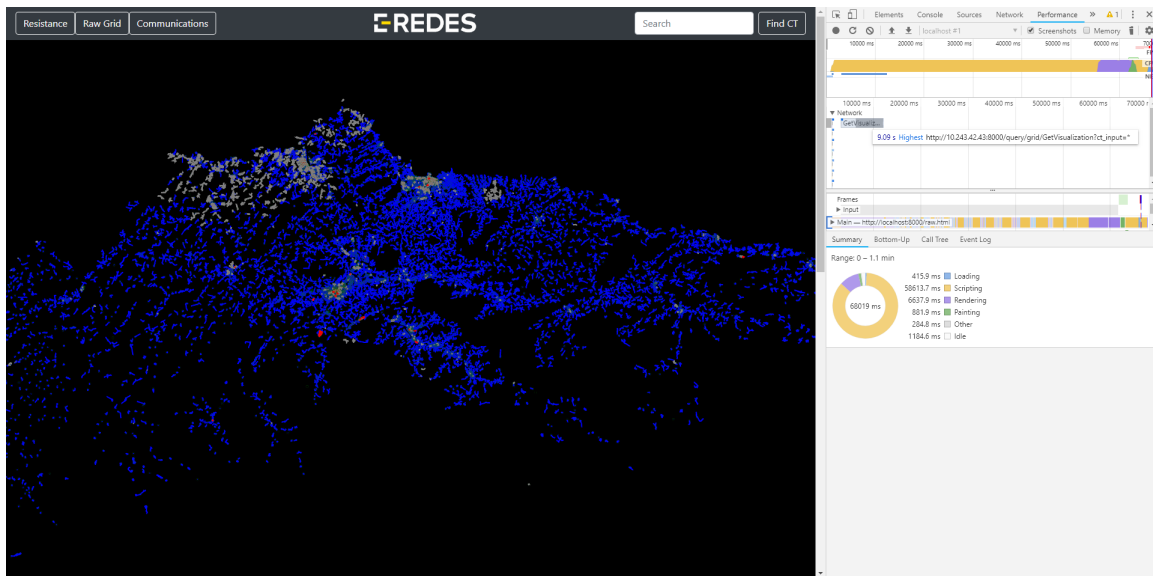 Resistance Raw Grid Communications E-REDES Search Find CT
Elements Console Sources Network Performance » 1
localhost #1 Screenshots Memory
10000 ms 20000 ms 30000 ms 40000 ms 50000 ms 60000 ms
10000 ms 20000 ms 30000 ms 40000 ms 50000 ms 60000 ms 70000 r
▼ Network
GetVisualiz...
9.09 s Highest http://10.243.42.43:8000/query/grid/GetVisualization?ct_input=*
Frames
▶ Input
▶ Main — http://localhost:8000/raw.html
Summary Bottom-Up Call Tree Event Log
Range: 0 – 1.1 min
415.9 ms Loading
58613.7 ms Scripting
6637.9 ms Rendering
68019 ms
881.9 ms Painting
284.8 ms Other
1184.6 ms Idle